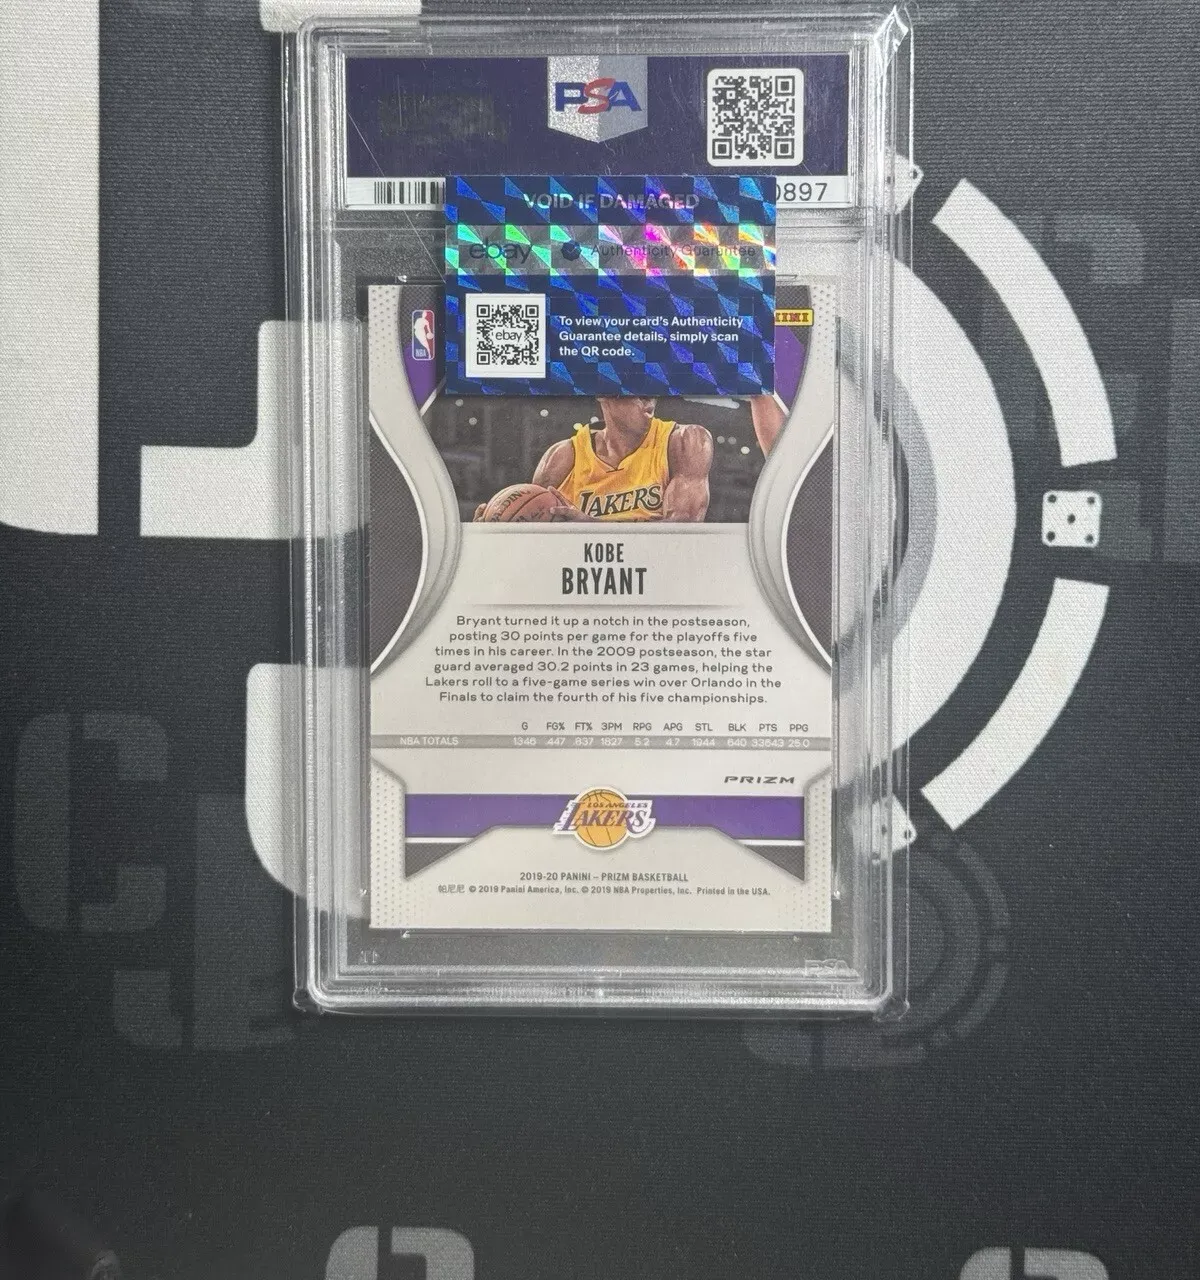 PSA
0897
VOID IF DAMAGED
ebay Authenticity Guarantee
ebay
To view your card's Authenticity
Guarantee details, simply scan
the QR code.
NBA
LAKERS
KOBE
BRYANT
Bryant turned it up a notch in the postseason,
posting 30 points per game for the playoffs five
times in his career. In the 2009 postseason, the star
guard averaged 30.2 points in 23 games, helping the
Lakers roll to a five-game series win over Orlando in the
Finals to claim the fourth of his five championships.
G FG% FT% 3PM RPG APG STL BLK PTS PPG
NBA TOTALS 1346 .447 .837 1827 5.2 4.7 1944 640 33643 25.0
PRIZM
LOS ANGELES
LAKERS
2019-20 PANINI – PRIZM BASKETBALL
帕尼尼 © 2019 Panini America, Inc. © 2019 NBA Properties, Inc. Printed in the USA.
PSA